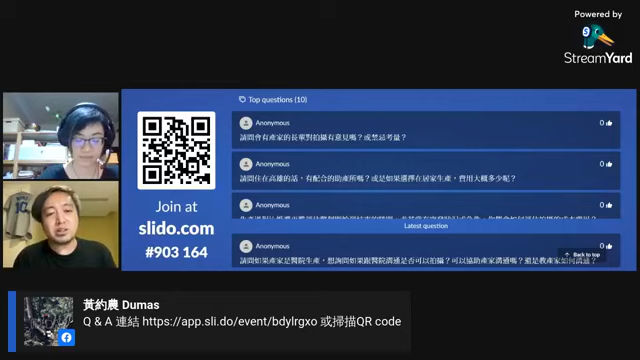 Powered by
StreamYard
Top questions (10)
Anonymous
0
請問會有產家的長輩對拍攝有意見嗎？或禁忌考量？
Anonymous
0
請問住在高雄的話，有配合的助產所嗎？或是如果選擇在居家生產，費用大概多少呢？
Anonymous
0
Latest question
Anonymous
0
請問如果產家是醫院生產，想詢問如果跟醫院溝通是否可以拍攝？可以協助產家溝通嗎？還是教產家如何溝通？
Back to top
Join at
slido.com
#903 164
黃約農 Dumas
Q & A 連結 https://app.sli.do/event/bdylrgxo 或掃描QR code